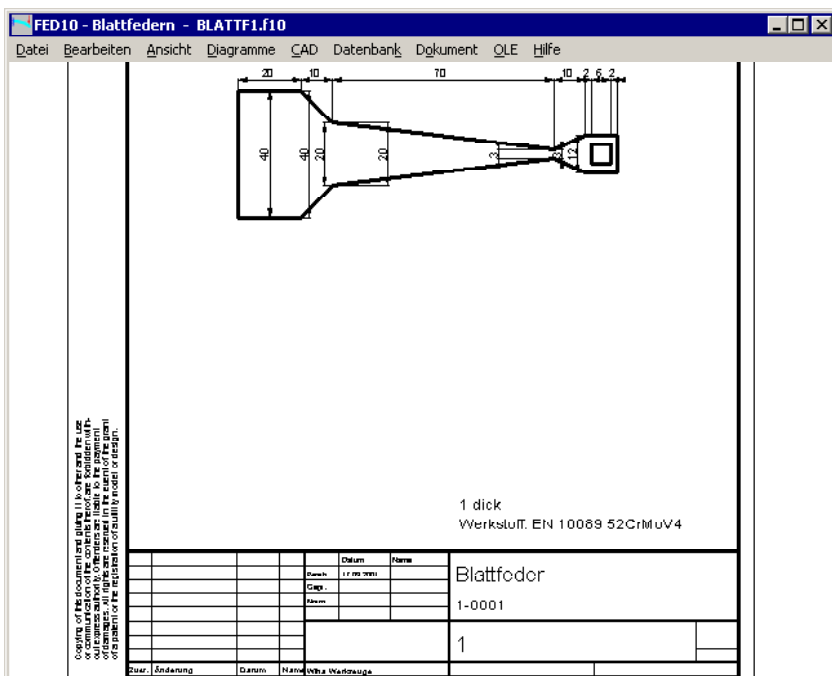 FED10 - Blattfedern - BLATTF1.f10
Datei Bearbeiten Ansicht Diagramme CAD Datenbank Dokument OLE Hilfe
20 10 70 10 2 6 2
40 40 20 20 3 3 12
Copying of this document and giving it to other and the use
or communication of the contents thereof, are forbidden with-
out express authority. Offenders are liable to the payment
of damages. All rights are reserved in the event of the grant
of a patent or the registration of a utility model or design.
1 dick
Werkstoff: EN 10089 52CrMoV4
Datum Name
Gepr.
Norm
Blattfeder
1-0001
1
Zust. Änderung Datum Name
Werkzeuge